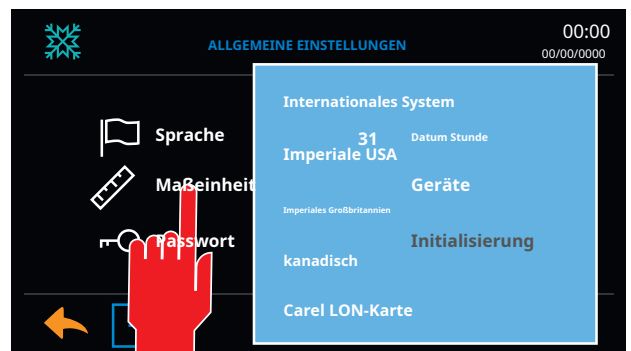 00:00
ALLGEMEINE EINSTELLUNGEN
00/00/0000
Internationales System
Sprache
31
Datum Stunde
Imperiale USA
Maßeinheit
Geräte
Imperiales Großbritannien
Passwort
Initialisierung
kanadisch
Carel LON-Karte